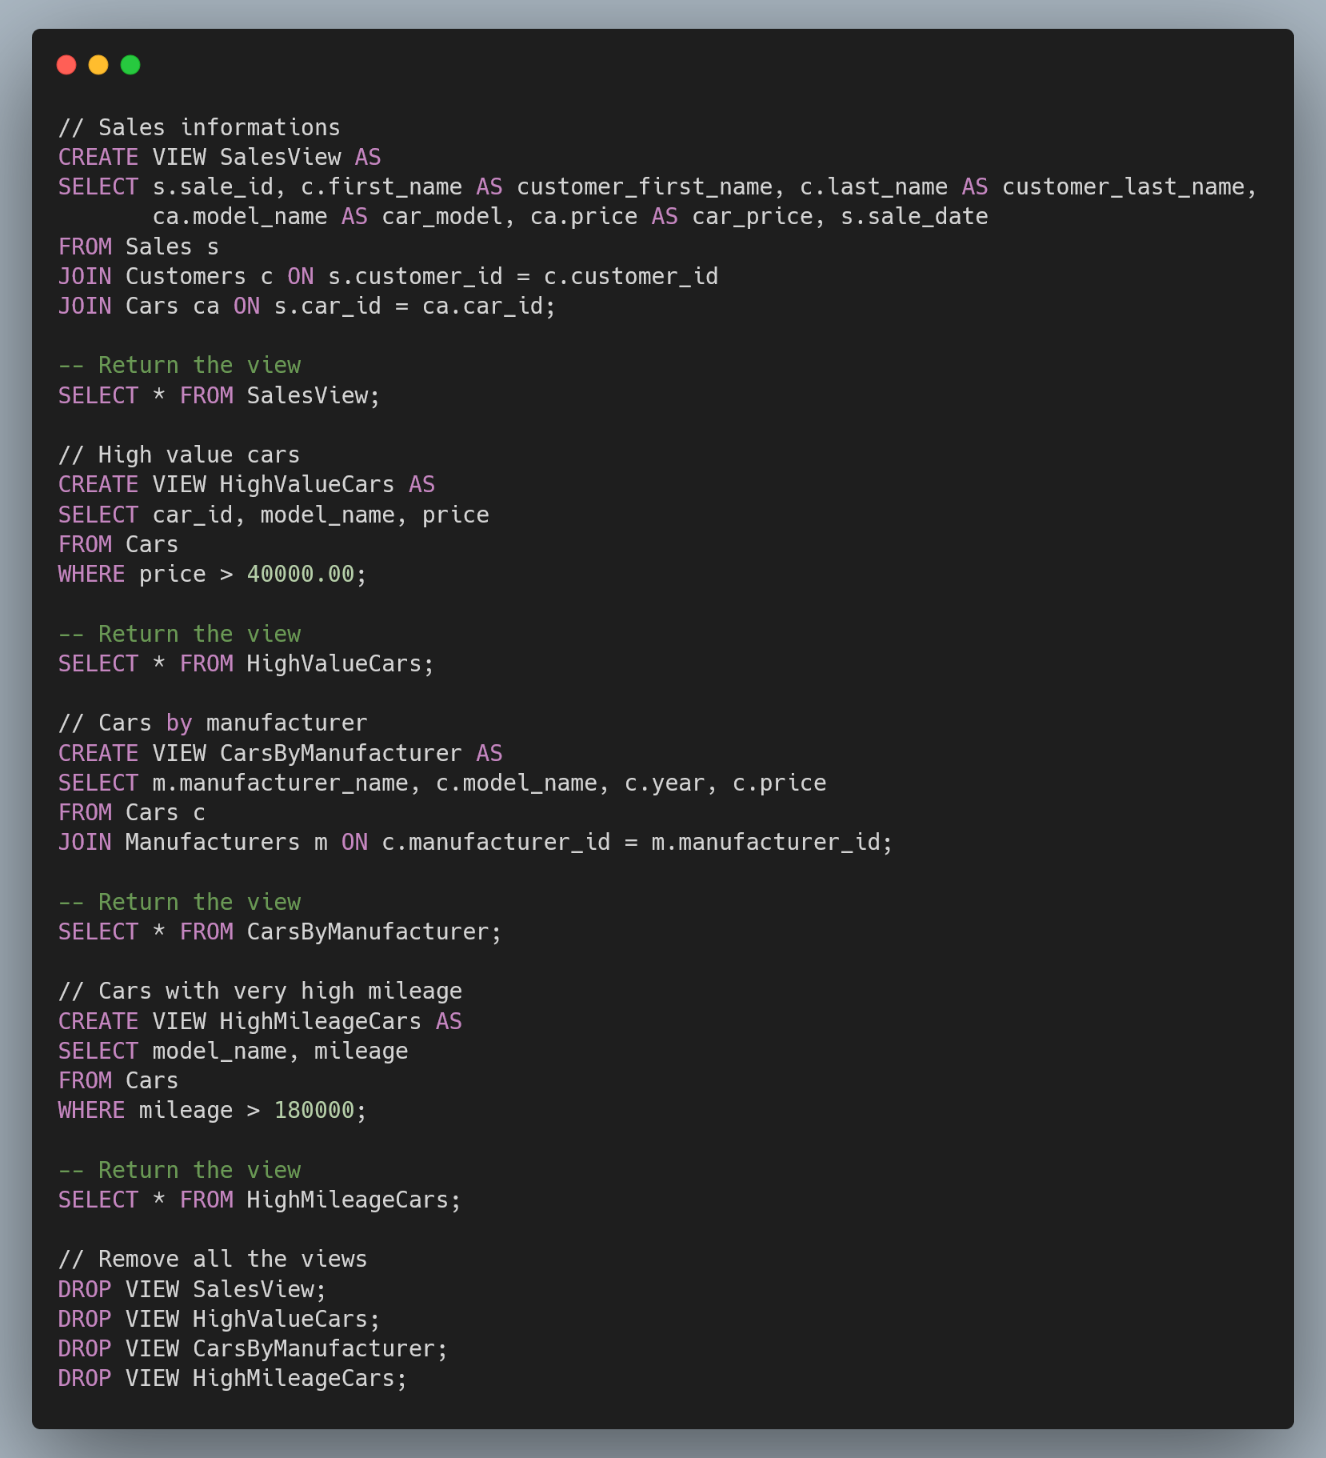 // Sales informations
CREATE VIEW SalesView AS
SELECT s.sale_id, c.first_name AS customer_first_name, c.last_name AS customer_last_name,
       ca.model_name AS car_model, ca.price AS car_price, s.sale_date
FROM Sales s
JOIN Customers c ON s.customer_id = c.customer_id
JOIN Cars ca ON s.car_id = ca.car_id;

-- Return the view
SELECT * FROM SalesView;

// High value cars
CREATE VIEW HighValueCars AS
SELECT car_id, model_name, price
FROM Cars
WHERE price > 40000.00;

-- Return the view
SELECT * FROM HighValueCars;

// Cars by manufacturer
CREATE VIEW CarsByManufacturer AS
SELECT m.manufacturer_name, c.model_name, c.year, c.price
FROM Cars c
JOIN Manufacturers m ON c.manufacturer_id = m.manufacturer_id;

-- Return the view
SELECT * FROM CarsByManufacturer;

// Cars with very high mileage
CREATE VIEW HighMileageCars AS
SELECT model_name, mileage
FROM Cars
WHERE mileage > 180000;

-- Return the view
SELECT * FROM HighMileageCars;

// Remove all the views
DROP VIEW SalesView;
DROP VIEW HighValueCars;
DROP VIEW CarsByManufacturer;
DROP VIEW HighMileageCars;